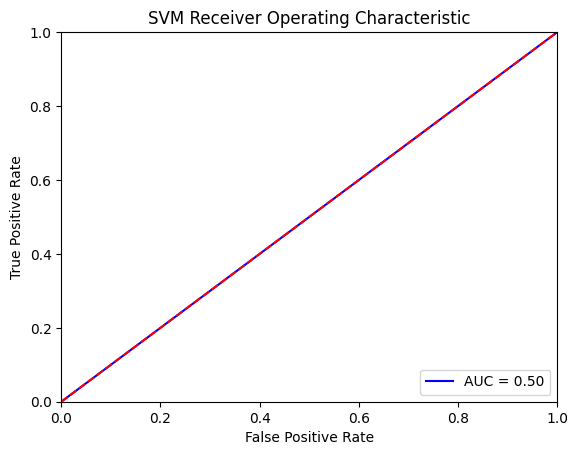 SVM Receiver Operating Characteristic
1.0
0.8
0.6
0.4
0.2
0.0
True Positive Rate
AUC = 0.50
0.0 0.2 0.4 0.6 0.8 1.0
False Positive Rate